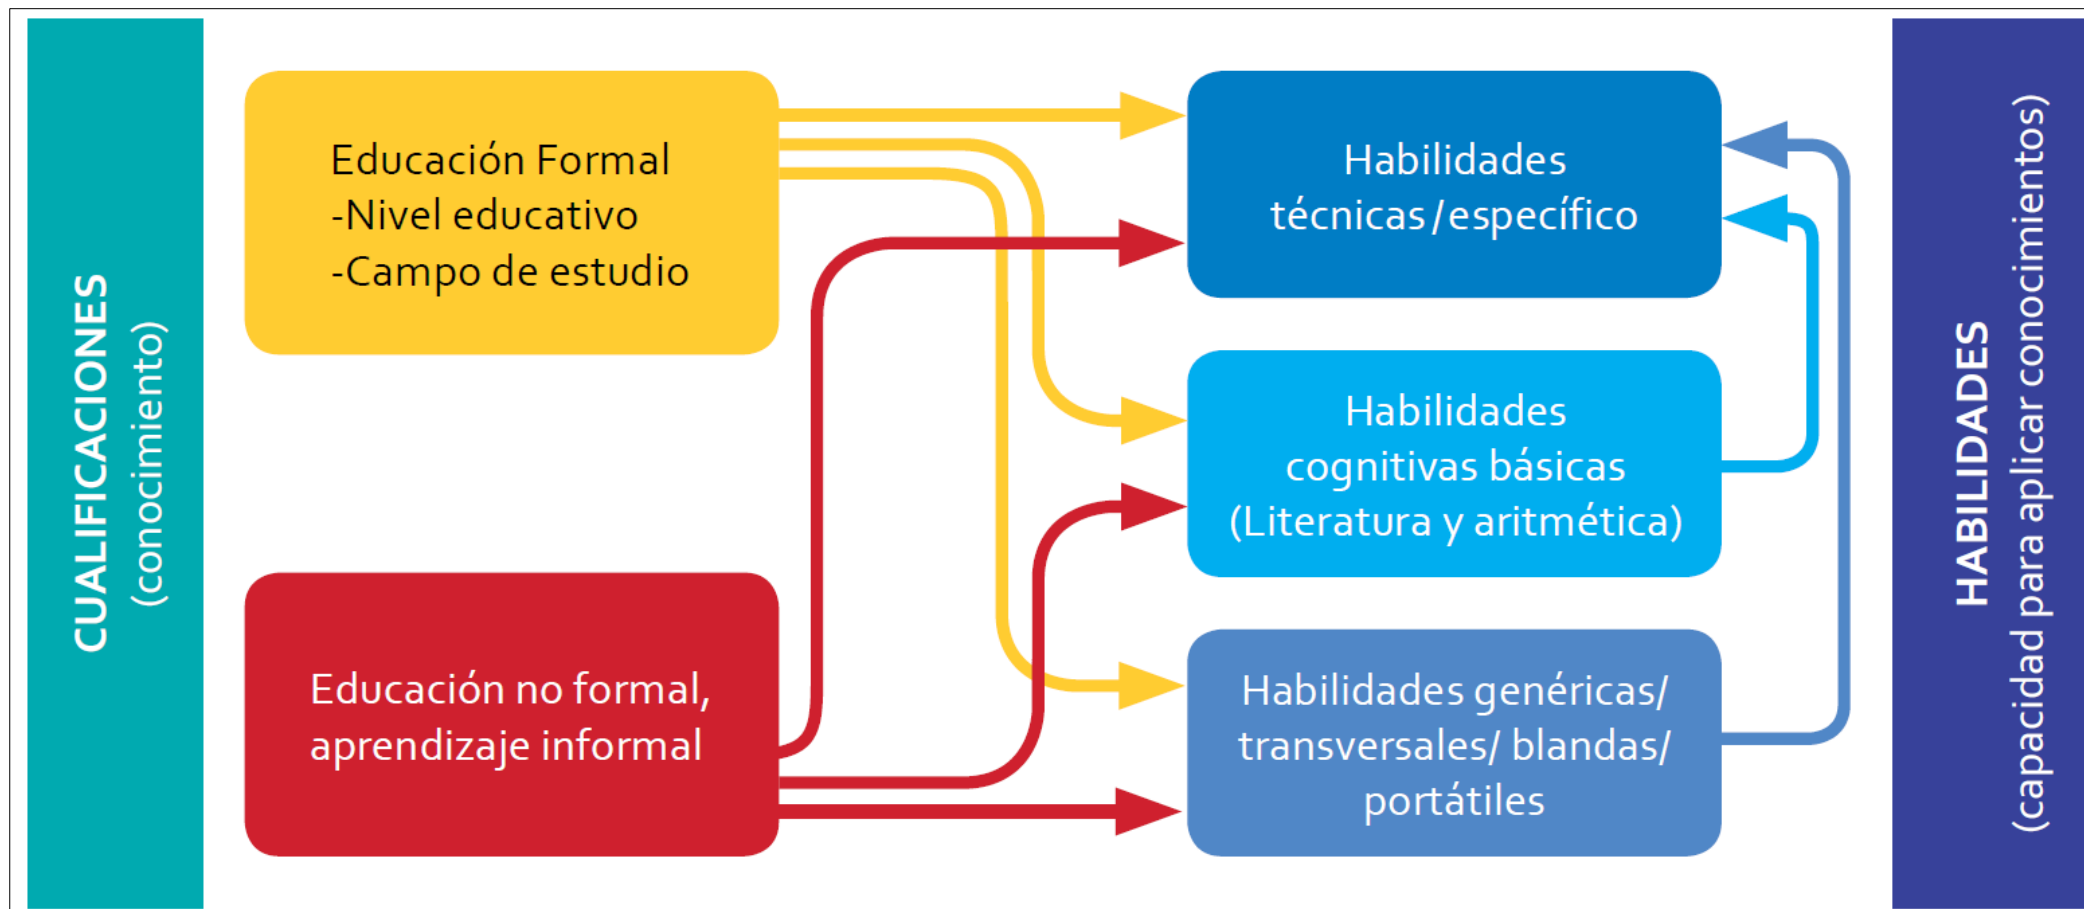 CUALIFICACIONES
(conocimiento)
Educación Formal
-Nivel educativo
-Campo de estudio
Educación no formal,
aprendizaje informal
Habilidades
técnicas/específico
Habilidades
cognitivas básicas
(Literatura y aritmética)
Habilidades genéricas/
transversales/ blandas/
portátiles
HABILIDADES
(capacidad para aplicar conocimientos)